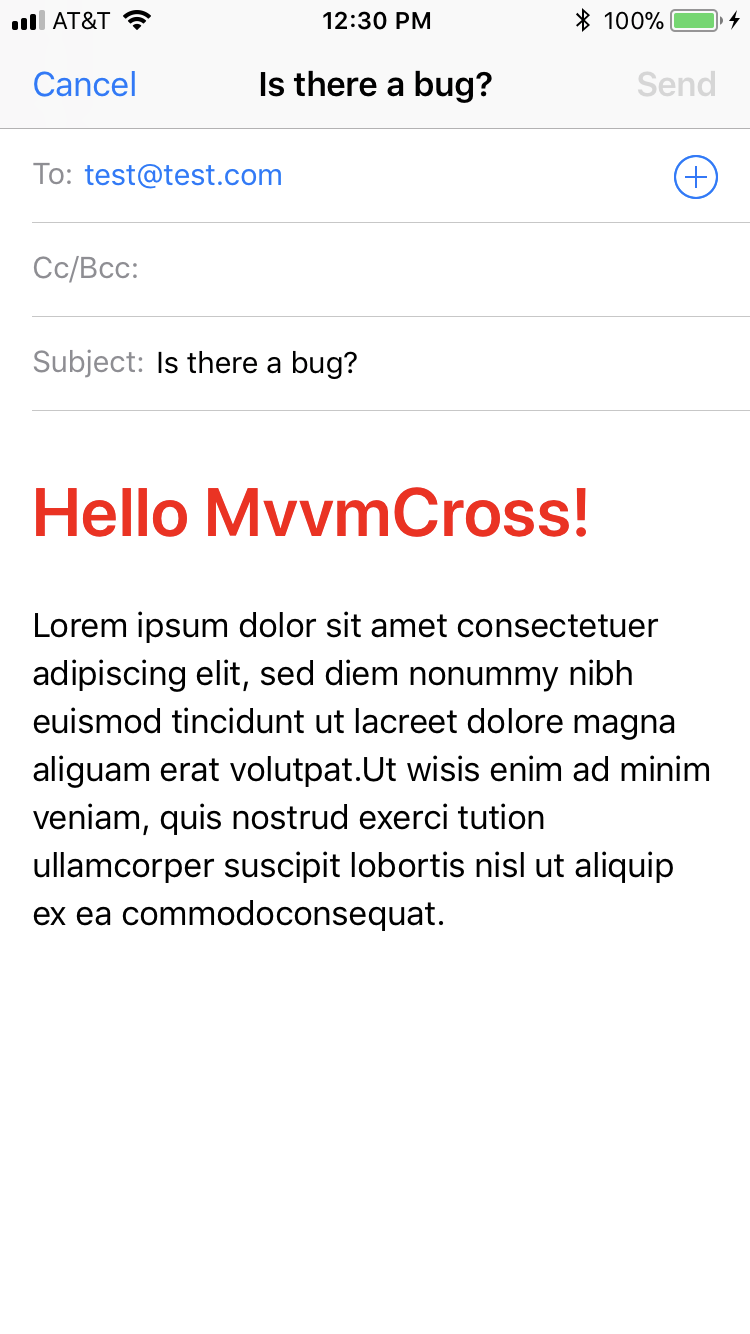 AT&T 12:30 PM 100%
Cancel Is there a bug? Send
To: test@test.com
Cc/Bcc:
Subject: Is there a bug?
Hello MvvmCross!
Lorem ipsum dolor sit amet consectetuer
adipiscing elit, sed diem nonummy nibh
euismod tincidunt ut lacreet dolore magna
aliguam erat volutpat.Ut wisis enim ad minim
veniam, quis nostrud exerci tution
ullamcorper suscipit lobortis nisl ut aliquip
ex ea commodoconsequat.